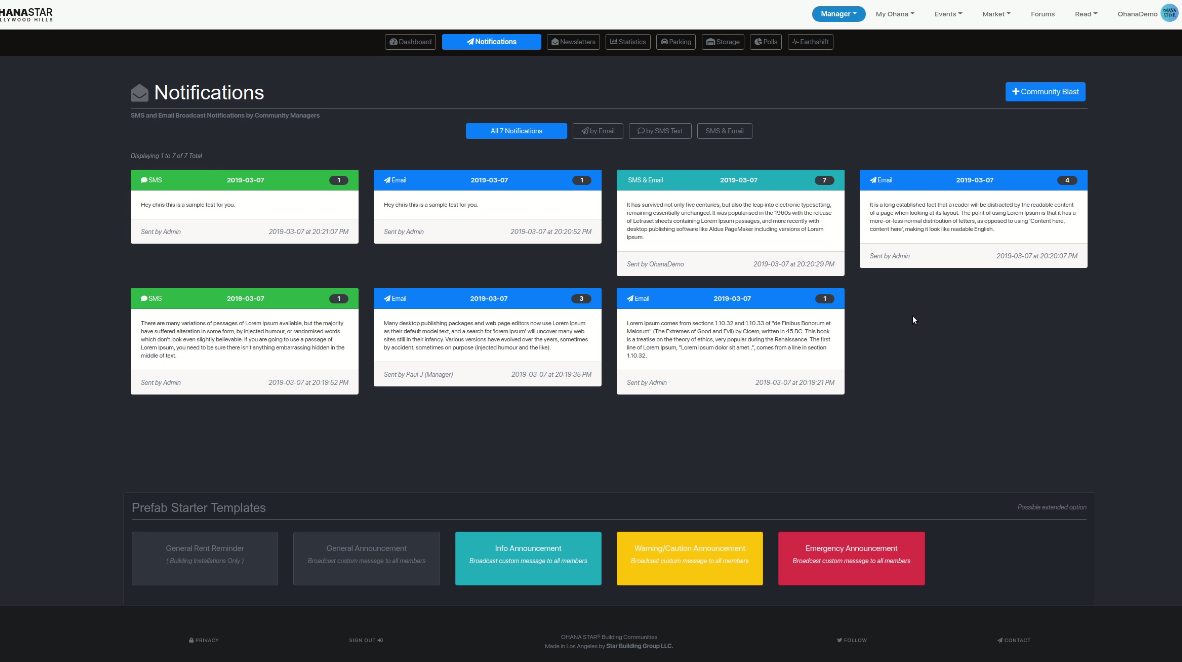 HANASTAR
LLYWOOD HILLS
Manager
My Ohana
Events
Market
Forums
Read
OhanaDemo
Dashboard
Notifications
Newsletters
Statistics
Parking
Storage
Polls
Earthshift
Notifications
+ Community Blast
SMS and Email Broadcast Notifications by Community Managers
All 7 Notifications
by Email
by SMS Text
SMS & Email
Displaying 1 to 7 of 7 Total
SMS 2019-03-07 1
Hey chris this is a sample test for you.
Sent by Admin 2019-03-07 at 20:21:07 PM
Email 2019-03-07 1
Hey chris this is a sample test for you.
Sent by Admin 2019-03-07 at 20:20:52 PM
SMS & Email 2019-03-07 7
It has survived not only five centuries, but also the leap into electronic typesetting,
remaining essentially unchanged. It was popularised in the 1960s with the release
of Letraset sheets containing Lorem Ipsum passages, and more recently with
desktop publishing software like Aldus PageMaker including versions of Lorem
Ipsum.
Sent by OhanaDemo 2019-03-07 at 20:20:29 PM
Email 2019-03-07 4
It is a long established fact that a reader will be distracted by the readable content
of a page when looking at its layout. The point of using Lorem Ipsum is that it has a
more-or-less normal distribution of letters, as opposed to using 'Content here,
content here', making it look like readable English.
Sent by Admin 2019-03-07 at 20:20:07 PM
SMS 2019-03-07 1
There are many variations of passages of Lorem Ipsum available, but the majority
have suffered alteration in some form, by injected humour, or randomised words
which don't look even slightly believable. If you are going to use a passage of
Lorem Ipsum, you need to be sure there isn't anything embarrassing hidden in the
middle of text.
Sent by Admin 2019-03-07 at 20:19:52 PM
Email 2019-03-07 3
Many desktop publishing packages and web page editors now use Lorem Ipsum
as their default model text, and a search for 'lorem ipsum' will uncover many web
sites still in their infancy. Various versions have evolved over the years, sometimes
by accident, sometimes on purpose (injected humour and the like).
Sent by Paul J (Manager) 2019-03-07 at 20:19:35 PM
Email 2019-03-07 1
Lorem Ipsum comes from sections 1.10.32 and 1.10.33 of "de Finibus Bonorum et
Malorum" (The Extremes of Good and Evil) by Cicero, written in 45 BC. This book
is a treatise on the theory of ethics, very popular during the Renaissance. The first
line of Lorem Ipsum, "Lorem ipsum dolor sit amet..", comes from a line in section
1.10.32.
Sent by Admin 2019-03-07 at 20:19:21 PM
Prefab Starter Templates
Possible extended option
General Rent Reminder
( Building Installations Only )
General Announcement
Broadcast custom message to all members
Info Announcement
Broadcast custom message to all members
Warning/Caution Announcement
Broadcast custom message to all members
Emergency Announcement
Broadcast custom message to all members
PRIVACY
SIGN OUT
OHANA STAR® Building Communities
Made in Los Angeles by Star Building Group LLC.
FOLLOW
CONTACT